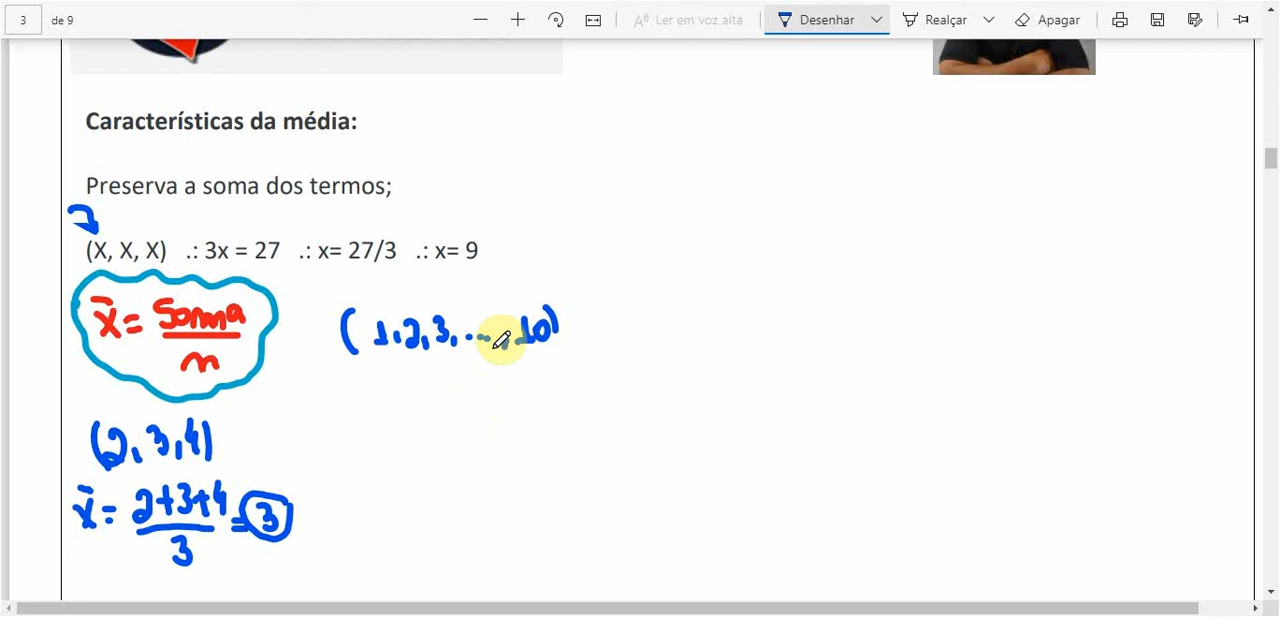 3 de 9 Ler em voz alta Desenhar Realçar Apagar
Características da média:
Preserva a soma dos termos;
(X, X, X) .: 3x = 27 .: x= 27/3 .: x= 9
x̄ = Soma
n
(1, 2, 3, ..., 10)
(2, 3, 4)
x̄ = 2+3+4 = 3
3